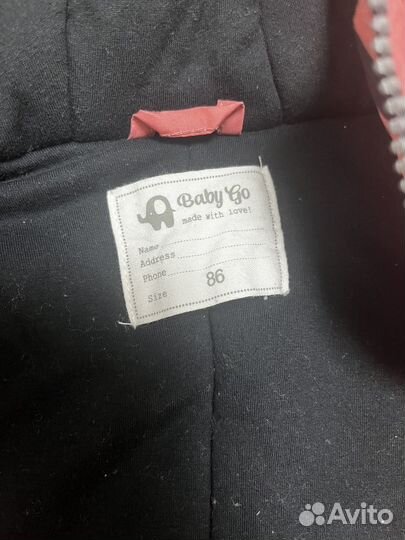 Baby Go
made with love!
Name
Address
Phone
Size 86
Avito